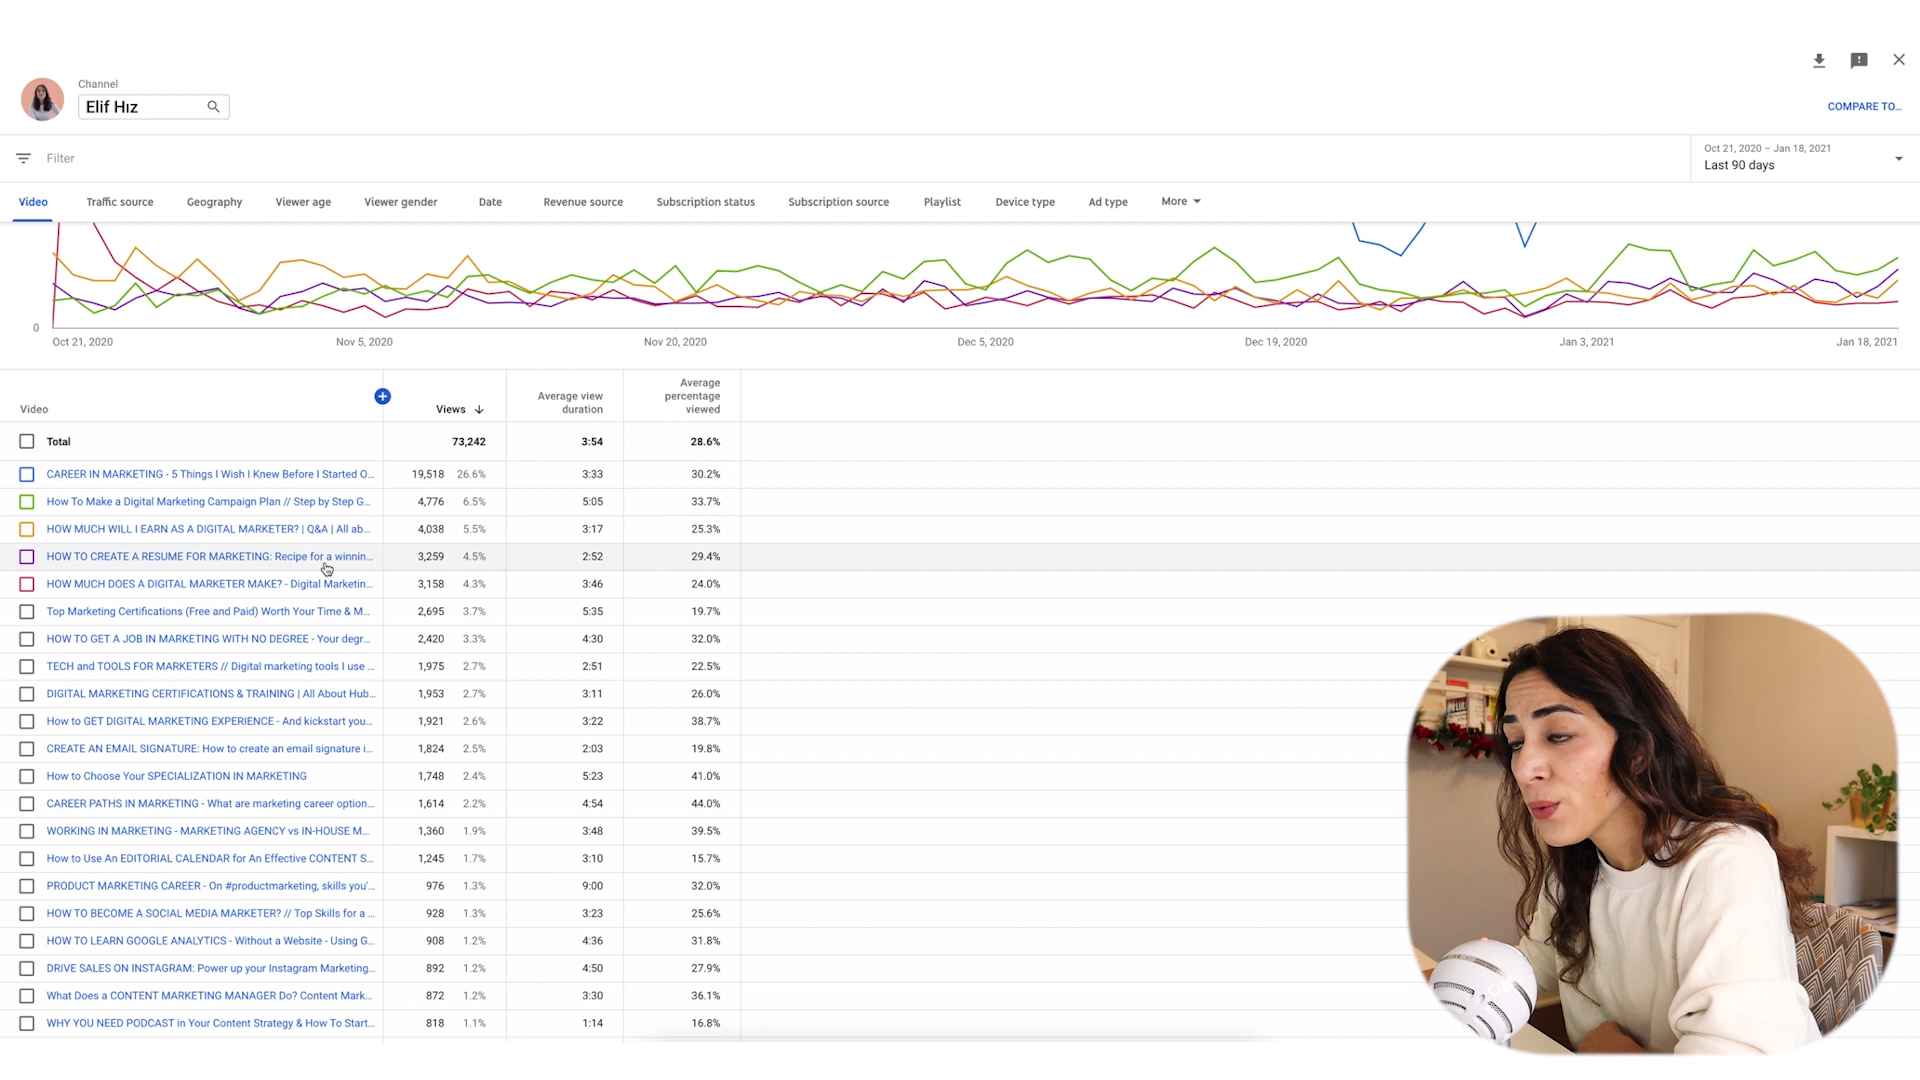 Channel
Elif Hız
COMPARE TO...
Filter
Oct 21, 2020 – Jan 18, 2021
Last 90 days
Video Traffic source Geography Viewer age Viewer gender Date Revenue source Subscription status Subscription source Playlist Device type Ad type More
0
Oct 21, 2020 Nov 5, 2020 Nov 20, 2020 Dec 5, 2020 Dec 19, 2020 Jan 3, 2021 Jan 18, 2021
Video Views Average view duration Average percentage viewed
Total 73,242 3:54 28.6%
CAREER IN MARKETING - 5 Things I Wish I Knew Before I Started O... 19,518 26.6% 3:33 30.2%
How To Make a Digital Marketing Campaign Plan // Step by Step G... 4,776 6.5% 5:05 33.7%
HOW MUCH WILL I EARN AS A DIGITAL MARKETER? | Q&A | All ab... 4,038 5.5% 3:17 25.3%
HOW TO CREATE A RESUME FOR MARKETING: Recipe for a winnin... 3,259 4.5% 2:52 29.4%
HOW MUCH DOES A DIGITAL MARKETER MAKE? - Digital Marketin... 3,158 4.3% 3:46 24.0%
Top Marketing Certifications (Free and Paid) Worth Your Time & M... 2,695 3.7% 5:35 19.7%
HOW TO GET A JOB IN MARKETING WITH NO DEGREE - Your degr... 2,420 3.3% 4:30 32.0%
TECH and TOOLS FOR MARKETERS // Digital marketing tools I use ... 1,975 2.7% 2:51 22.5%
DIGITAL MARKETING CERTIFICATIONS & TRAINING | All About Hub... 1,953 2.7% 3:11 26.0%
How to GET DIGITAL MARKETING EXPERIENCE - And kickstart you... 1,921 2.6% 3:22 38.7%
CREATE AN EMAIL SIGNATURE: How to create an email signature i... 1,824 2.5% 2:03 19.8%
How to Choose Your SPECIALIZATION IN MARKETING 1,748 2.4% 5:23 41.0%
CAREER PATHS IN MARKETING - What are marketing career option... 1,614 2.2% 4:54 44.0%
WORKING IN MARKETING - MARKETING AGENCY vs IN-HOUSE M... 1,360 1.9% 3:48 39.5%
How to Use An EDITORIAL CALENDAR for An Effective CONTENT S... 1,245 1.7% 3:10 15.7%
PRODUCT MARKETING CAREER - On #productmarketing, skills you'... 976 1.3% 9:00 32.0%
HOW TO BECOME A SOCIAL MEDIA MARKETER? // Top Skills for a ... 928 1.3% 3:23 25.6%
HOW TO LEARN GOOGLE ANALYTICS - Without a Website - Using G... 908 1.2% 4:36 31.8%
DRIVE SALES ON INSTAGRAM: Power up your Instagram Marketing... 892 1.2% 4:50 27.9%
What Does a CONTENT MARKETING MANAGER Do? Content Mark... 872 1.2% 3:30 36.1%
WHY YOU NEED PODCAST in Your Content Strategy & How To Start... 818 1.1% 1:14 16.8%